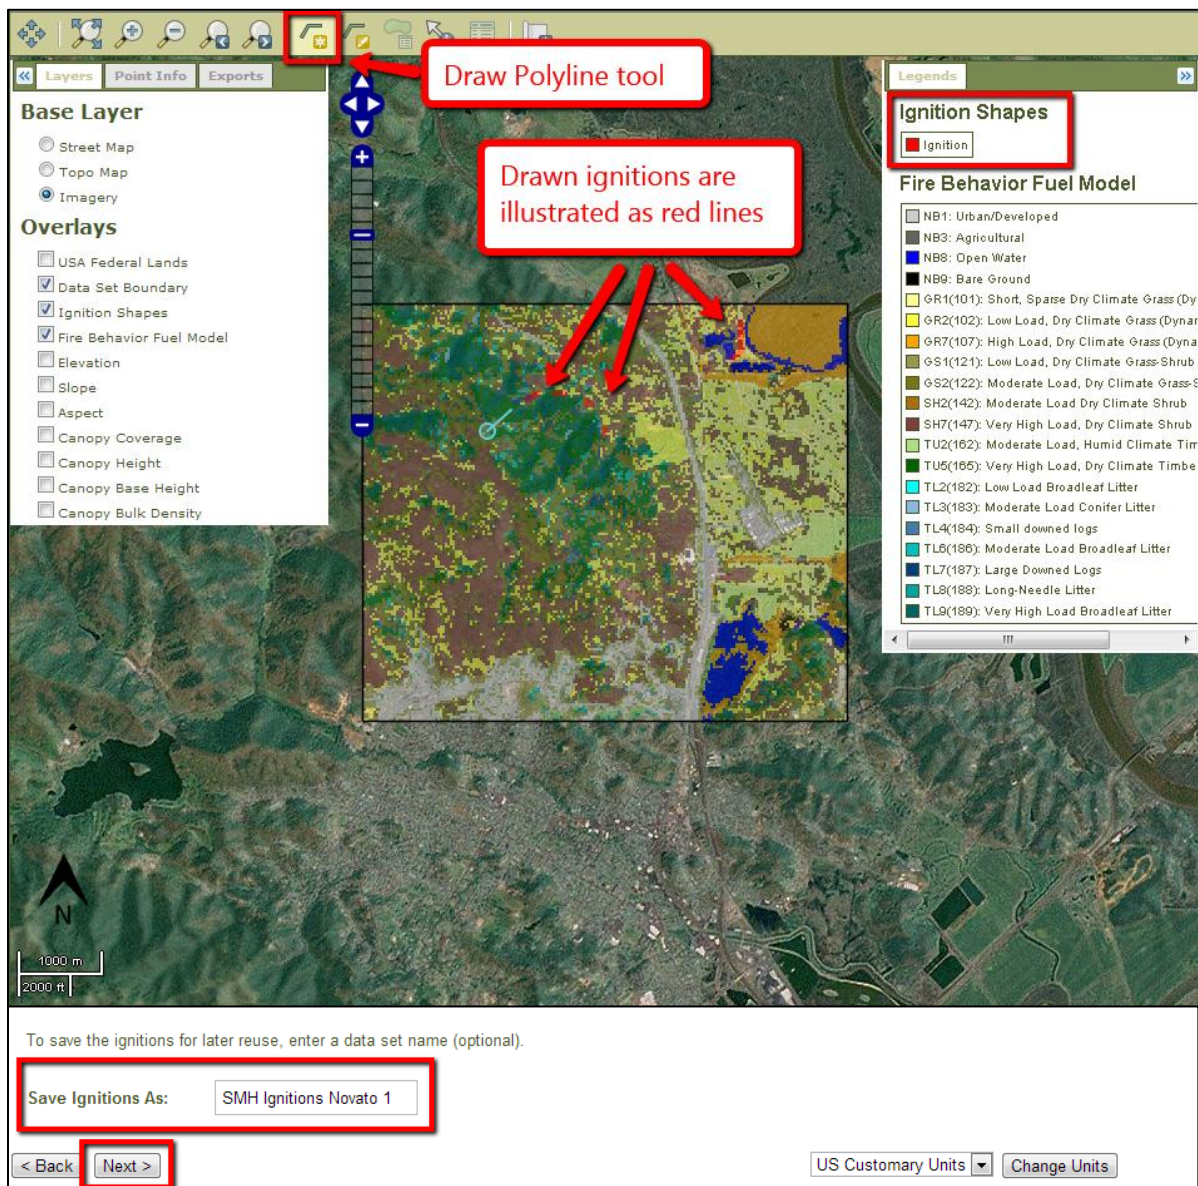 Draw Polyline tool
Layers
Point Info
Exports
Base Layer
Street Map
Topo Map
Imagery
Overlays
USA Federal Lands
Data Set Boundary
Ignition Shapes
Fire Behavior Fuel Model
Elevation
Slope
Aspect
Canopy Coverage
Canopy Height
Canopy Base Height
Canopy Bulk Density
Drawn ignitions are
illustrated as red lines
Legends
Ignition Shapes
Ignition
Fire Behavior Fuel Model
NB1: Urban/Developed
NB3: Agricultural
NB8: Open Water
NB9: Bare Ground
GR1(101): Short, Sparse Dry Climate Grass (Dy
GR2(102): Low Load, Dry Climate Grass (Dynar
GR7(107): High Load, Dry Climate Grass (Dyna
GS1(121): Low Load, Dry Climate Grass-Shrub
GS2(122): Moderate Load, Dry Climate Grass-S
SH2(142): Moderate Load Dry Climate Shrub
SH7(147): Very High Load, Dry Climate Shrub
TU2(162): Moderate Load, Humid Climate Tim
TU5(165): Very High Load, Dry Climate Timbe
TL2(182): Low Load Broadleaf Litter
TL3(183): Moderate Load Conifer Litter
TL4(184): Small downed logs
TL6(186): Moderate Load Broadleaf Litter
TL7(187): Large Downed Logs
TL8(188): Long-Needle Litter
TL9(189): Very High Load Broadleaf Litter
N
1000 m
2000 ft
To save the ignitions for later reuse, enter a data set name (optional).
Save Ignitions As: SMH Ignitions Novato 1
< Back
Next >
US Customary Units
Change Units